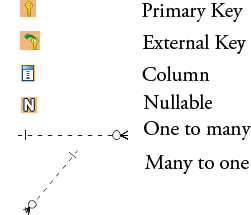 Primary Key
External Key
Column
N Nullable
One to many
Many to one